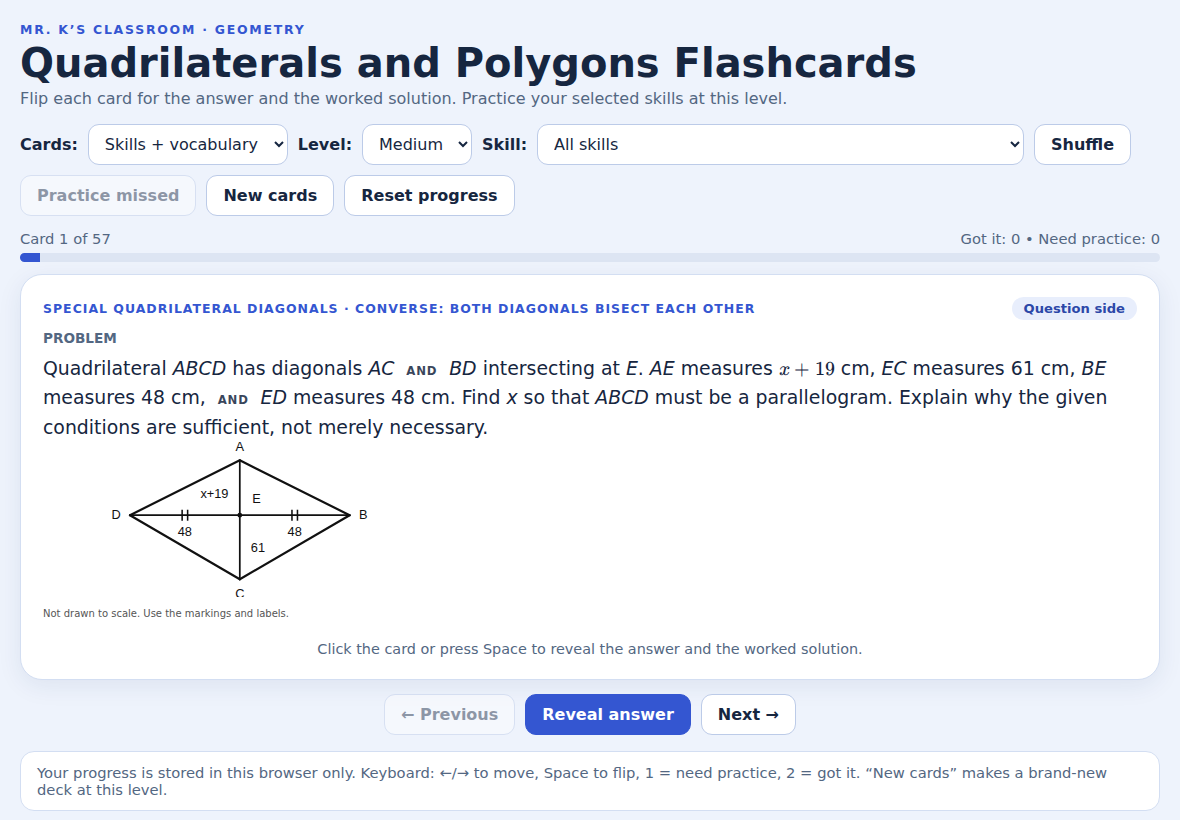 MR. K’S CLASSROOM · GEOMETRY
Quadrilaterals and Polygons Flashcards
Flip each card for the answer and the worked solution. Practice your selected skills at this level.
Cards: Skills + vocabulary Level: Medium Skill: All skills Shuffle
Practice missed New cards Reset progress
Card 1 of 57 Got it: 0 • Need practice: 0
SPECIAL QUADRILATERAL DIAGONALS · CONVERSE: BOTH DIAGONALS BISECT EACH OTHER Question side
PROBLEM
Quadrilateral ABCD has diagonals AC AND BD intersecting at E. AE measures x + 19 cm, EC measures 61 cm, BE
measures 48 cm, AND ED measures 48 cm. Find x so that ABCD must be a parallelogram. Explain why the given
conditions are sufficient, not merely necessary.
A
x+19 E
D B
48 48
61
C
Not drawn to scale. Use the markings and labels.
Click the card or press Space to reveal the answer and the worked solution.
← Previous Reveal answer Next →
Your progress is stored in this browser only. Keyboard: ←/→ to move, Space to flip, 1 = need practice, 2 = got it. “New cards” makes a brand-new
deck at this level.